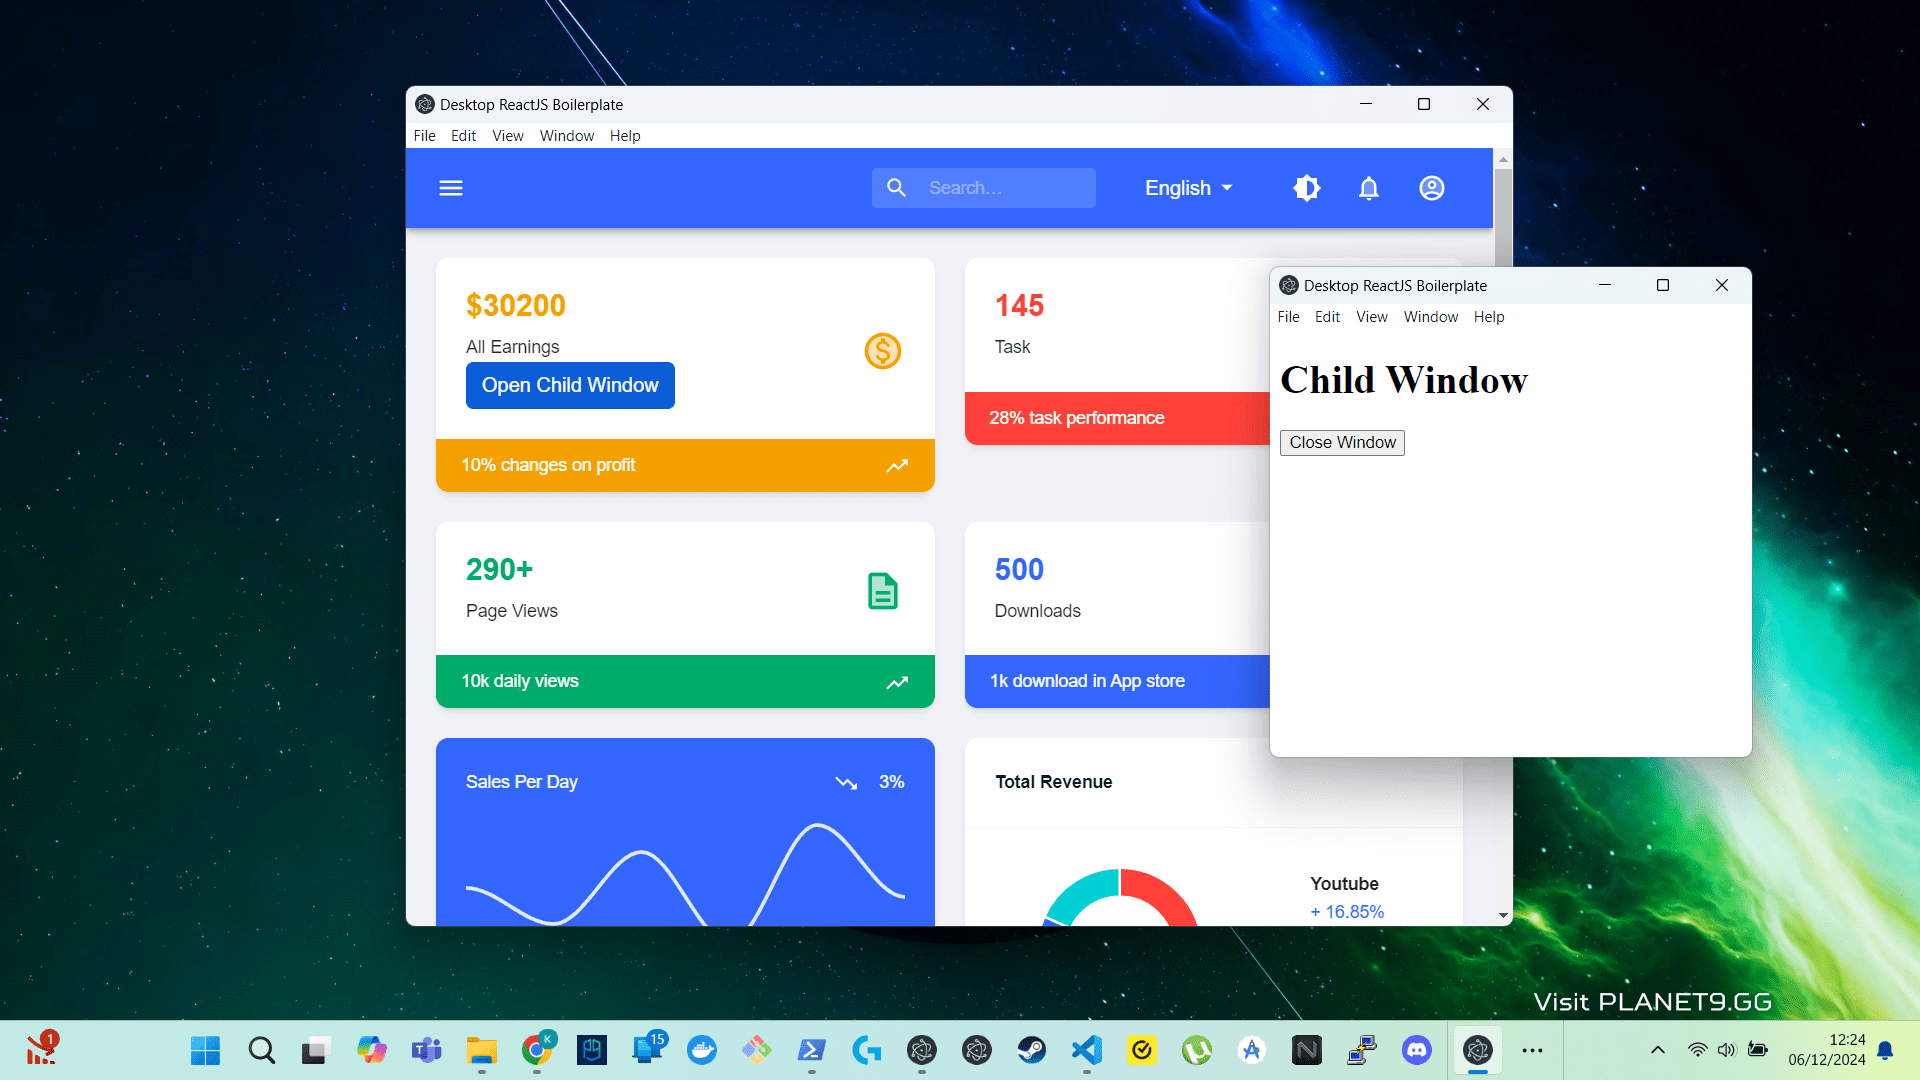 Desktop ReactJS Boilerplate
File Edit View Window Help
Search...
English
$30200
All Earnings
Open Child Window
10% changes on profit
145
Task
28% task performance
290+
Page Views
10k daily views
500
Downloads
1k download in App store
Sales Per Day
3%
Total Revenue
Youtube
+ 16.85%
Desktop ReactJS Boilerplate
File Edit View Window Help
Child Window
Close Window
Visit PLANET9.GG
1
K
15
12:24
06/12/2024